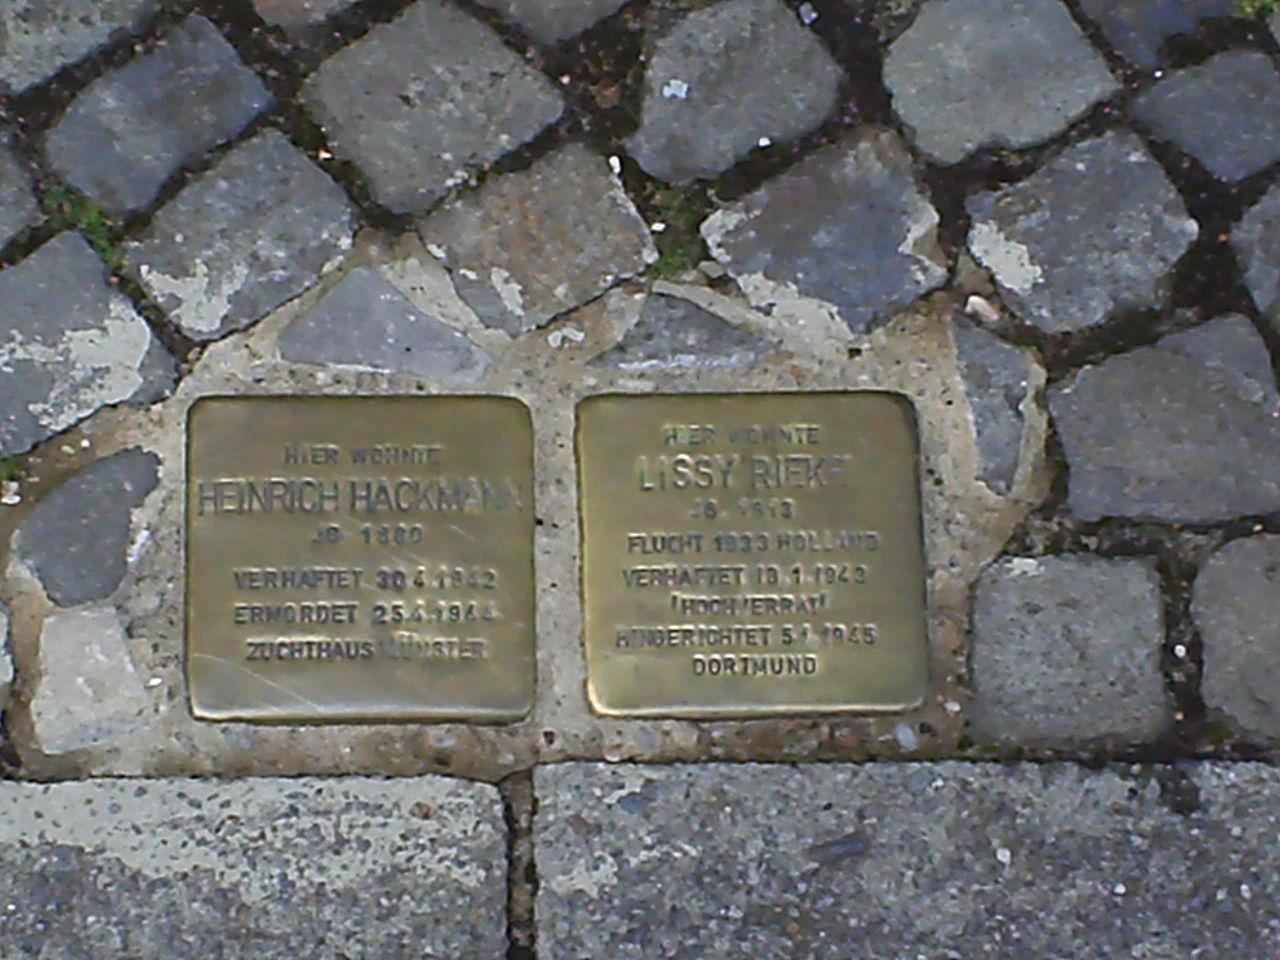 HIER WOHNTE
HEINRICH HACKMANN
JG. 1880
VERHAFTET 30.4.1942
ERMORDET 25.4.1944
ZUCHTHAUS MÜNSTER
HIER WOHNTE
LISSY RIEKE
JG. 1913
FLUCHT 1933 HOLLAND
VERHAFTET 18.1.1943
'HOCHVERRAT'
HINGERICHTET 5.1.1945
DORTMUND